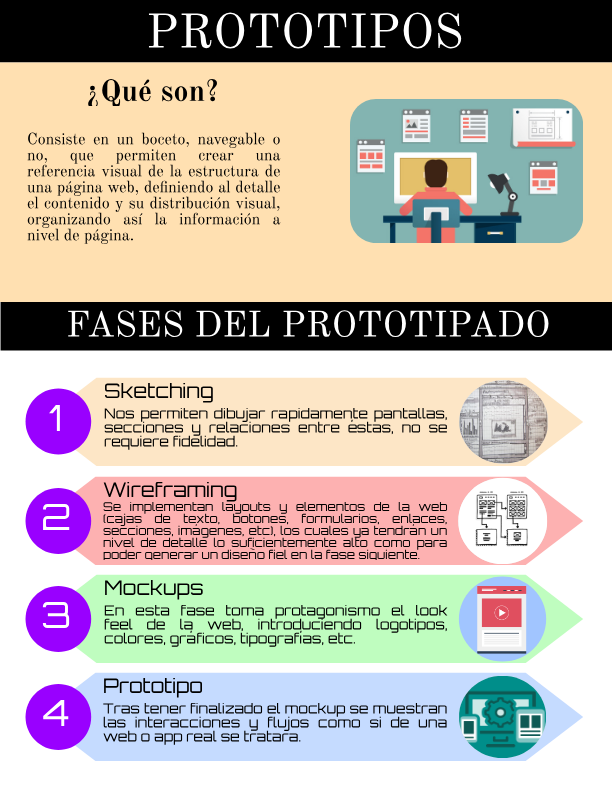 PROTOTIPOS
¿Qué son?
Consiste en un boceto, navegable o
no, que permiten crear una
referencia visual de la estructura de
una página web, definiendo al detalle
el contenido y su distribución visual,
organizando así la información a
nivel de página.
FASES DEL PROTOTIPADO
1
Sketching
Nos permiten dibujar rapidamente pantallas,
secciones y relaciones entre éstas, no se
requiere fidelidad.
2
Wireframing
Se implementan layouts y elementos de la web
(cajas de texto, botones, formularios, enlaces,
secciones, imágenes, etc), los cuales ya tendrán un
nivel de detalle lo suficientemente alto como para
poder generar un diseño fiel en la fase siguiente.
3
Mockups
En esta fase toma protagonismo el look
feel de la web, introduciendo logotipos,
colores, gráficos, tipografías, etc.
4
Prototipo
Tras tener finalizado el mockup se muestran
las interacciones y flujos como si de una
web o app real se tratara.